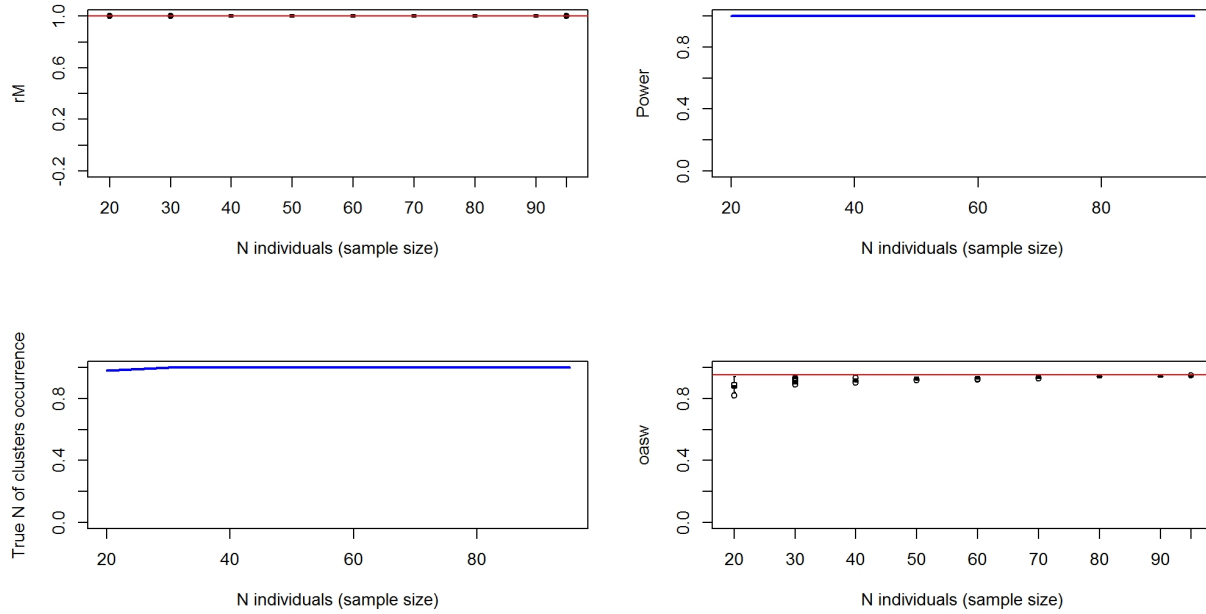 rM
-0.2 0.2 0.6 1.0
20 30 40 50 60 70 80 90
N individuals (sample size)
Power
0.0 0.4 0.8
20 40 60 80
N individuals (sample size)
True N of clusters occurrence
0.0 0.4 0.8
20 40 60 80
N individuals (sample size)
oasw
0.0 0.4 0.8
20 30 40 50 60 70 80 90
N individuals (sample size)